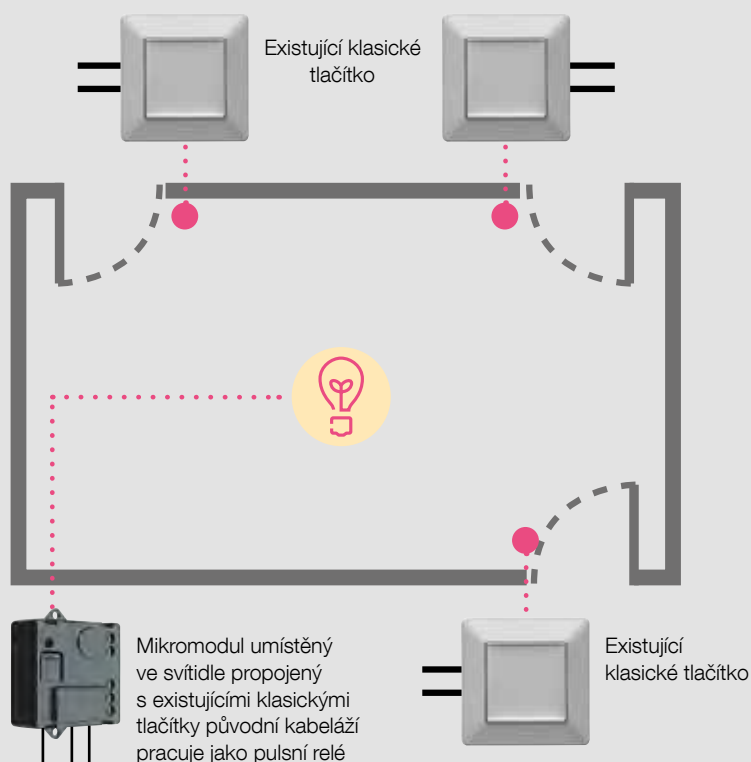 Existující klasické
tlačítko
Mikromodul umístěný
ve svítidle propojený
s existujícími klasickými
tlačítky původní kabeláží
pracuje jako pulsní relé
Existující
klasické tlačítko